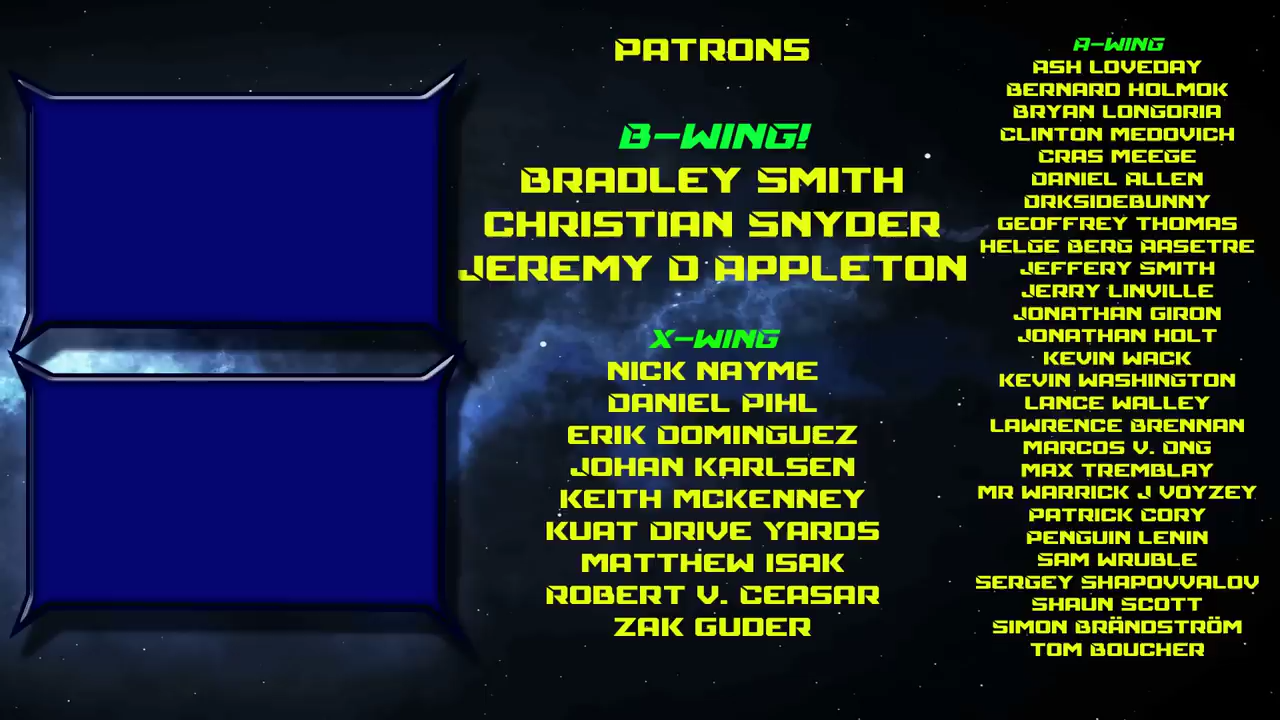 PATRONS
B-WING!
BRADLEY SMITH
CHRISTIAN SNYDER
JEREMY D APPLETON
X-WING
NICK NAYME
DANIEL PIHL
ERIK DOMINGUEZ
JOHAN KARLSEN
KEITH MCKENNEY
KUAT DRIVE YARDS
MATTHEW ISAK
ROBERT V. CEASAR
ZAK GUDER
A-WING
ASH LOVEDAY
BERNARD HOLMOK
BRYAN LONGORIA
CLINTON MEDOVICH
CRAS MEEGE
DANIEL ALLEN
DRKSIDEBUNNY
GEOFFREY THOMAS
HELGE BERG AASETRE
JEFFERY SMITH
JERRY LINVILLE
JONATHAN GIRON
JONATHAN HOLT
KEVIN WACK
KEVIN WASHINGTON
LANCE WALLEY
LAWRENCE BRENNAN
MARCOS V. ONG
MAX TREMBLAY
MR WARRICK J VOYZEY
PATRICK CORY
PENGUIN LENIN
SAM WRUBLE
SERGEY SHAPOVVALOV
SHAUN SCOTT
SIMON BRÄNDSTRÖM
TOM BOUCHER